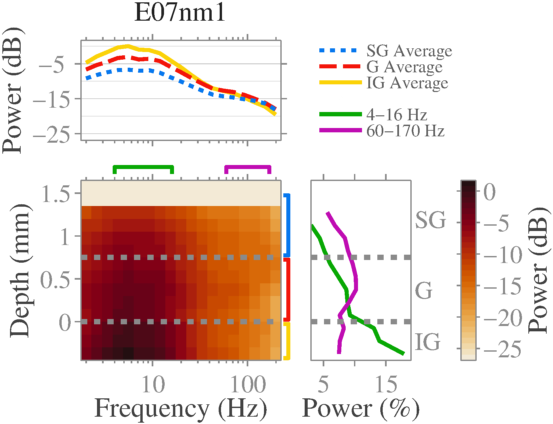 E07nm1
Power (dB)
−5
−15
−25
SG Average
G Average
IG Average
4–16 Hz
60–170 Hz
Depth (mm)
1.5
1
0.5
0
10
100
Frequency (Hz)
SG
G
IG
5
15
Power (%)
0
−5
−10
−15
−20
−25
Power (dB)